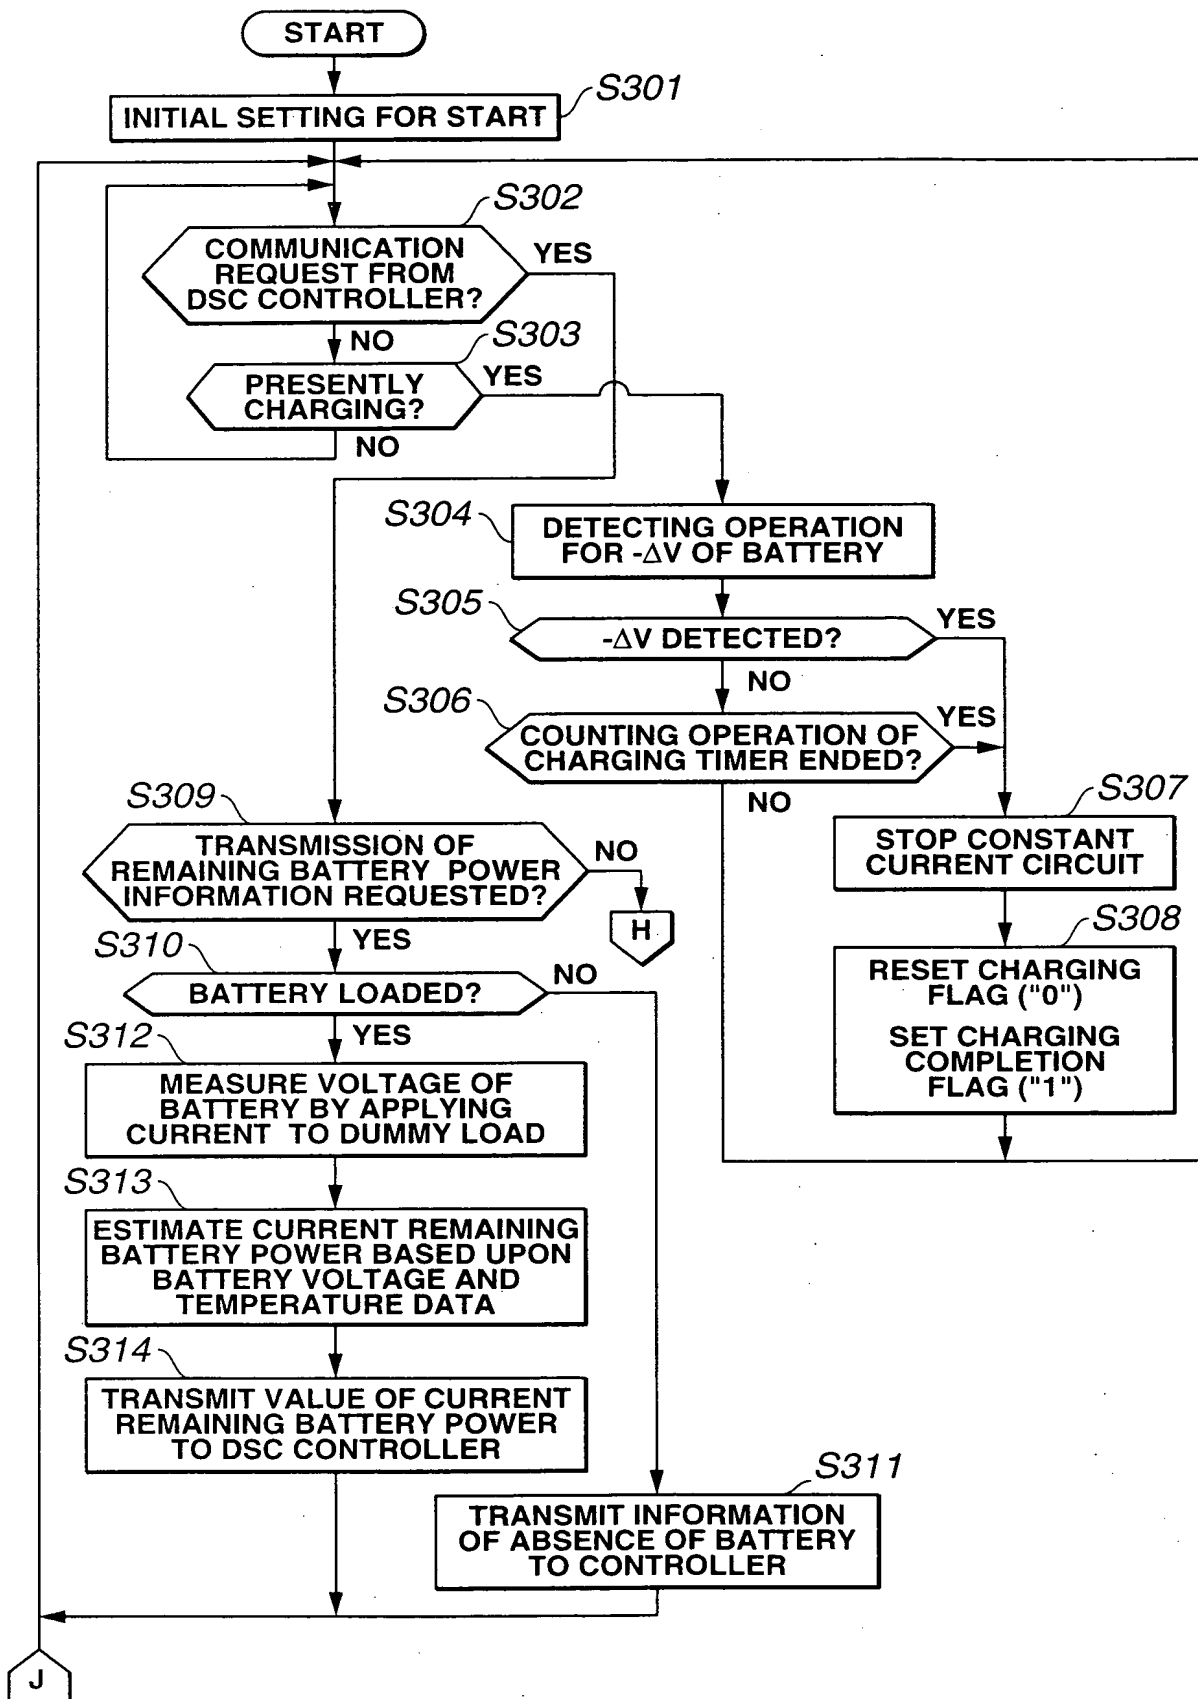 START
S301
INITIAL SETTING FOR START
S302
COMMUNICATION
REQUEST FROM
DSC CONTROLLER?
YES
NO
S303
PRESENTLY
CHARGING?
YES
NO
S304
DETECTING OPERATION
FOR -ΔV OF BATTERY
S305
-ΔV DETECTED?
YES
NO
S306
COUNTING OPERATION OF
CHARGING TIMER ENDED?
YES
NO
S307
STOP CONSTANT
CURRENT CIRCUIT
S308
RESET CHARGING
FLAG ("0")
SET CHARGING
COMPLETION
FLAG ("1")
S309
TRANSMISSION OF
REMAINING BATTERY POWER
INFORMATION REQUESTED?
NO
H
YES
S310
BATTERY LOADED?
NO
YES
S312
MEASURE VOLTAGE OF
BATTERY BY APPLYING
CURRENT TO DUMMY LOAD
S313
ESTIMATE CURRENT REMAINING
BATTERY POWER BASED UPON
BATTERY VOLTAGE AND
TEMPERATURE DATA
S314
TRANSMIT VALUE OF CURRENT
REMAINING BATTERY POWER
TO DSC CONTROLLER
S311
TRANSMIT INFORMATION
OF ABSENCE OF BATTERY
TO CONTROLLER
J